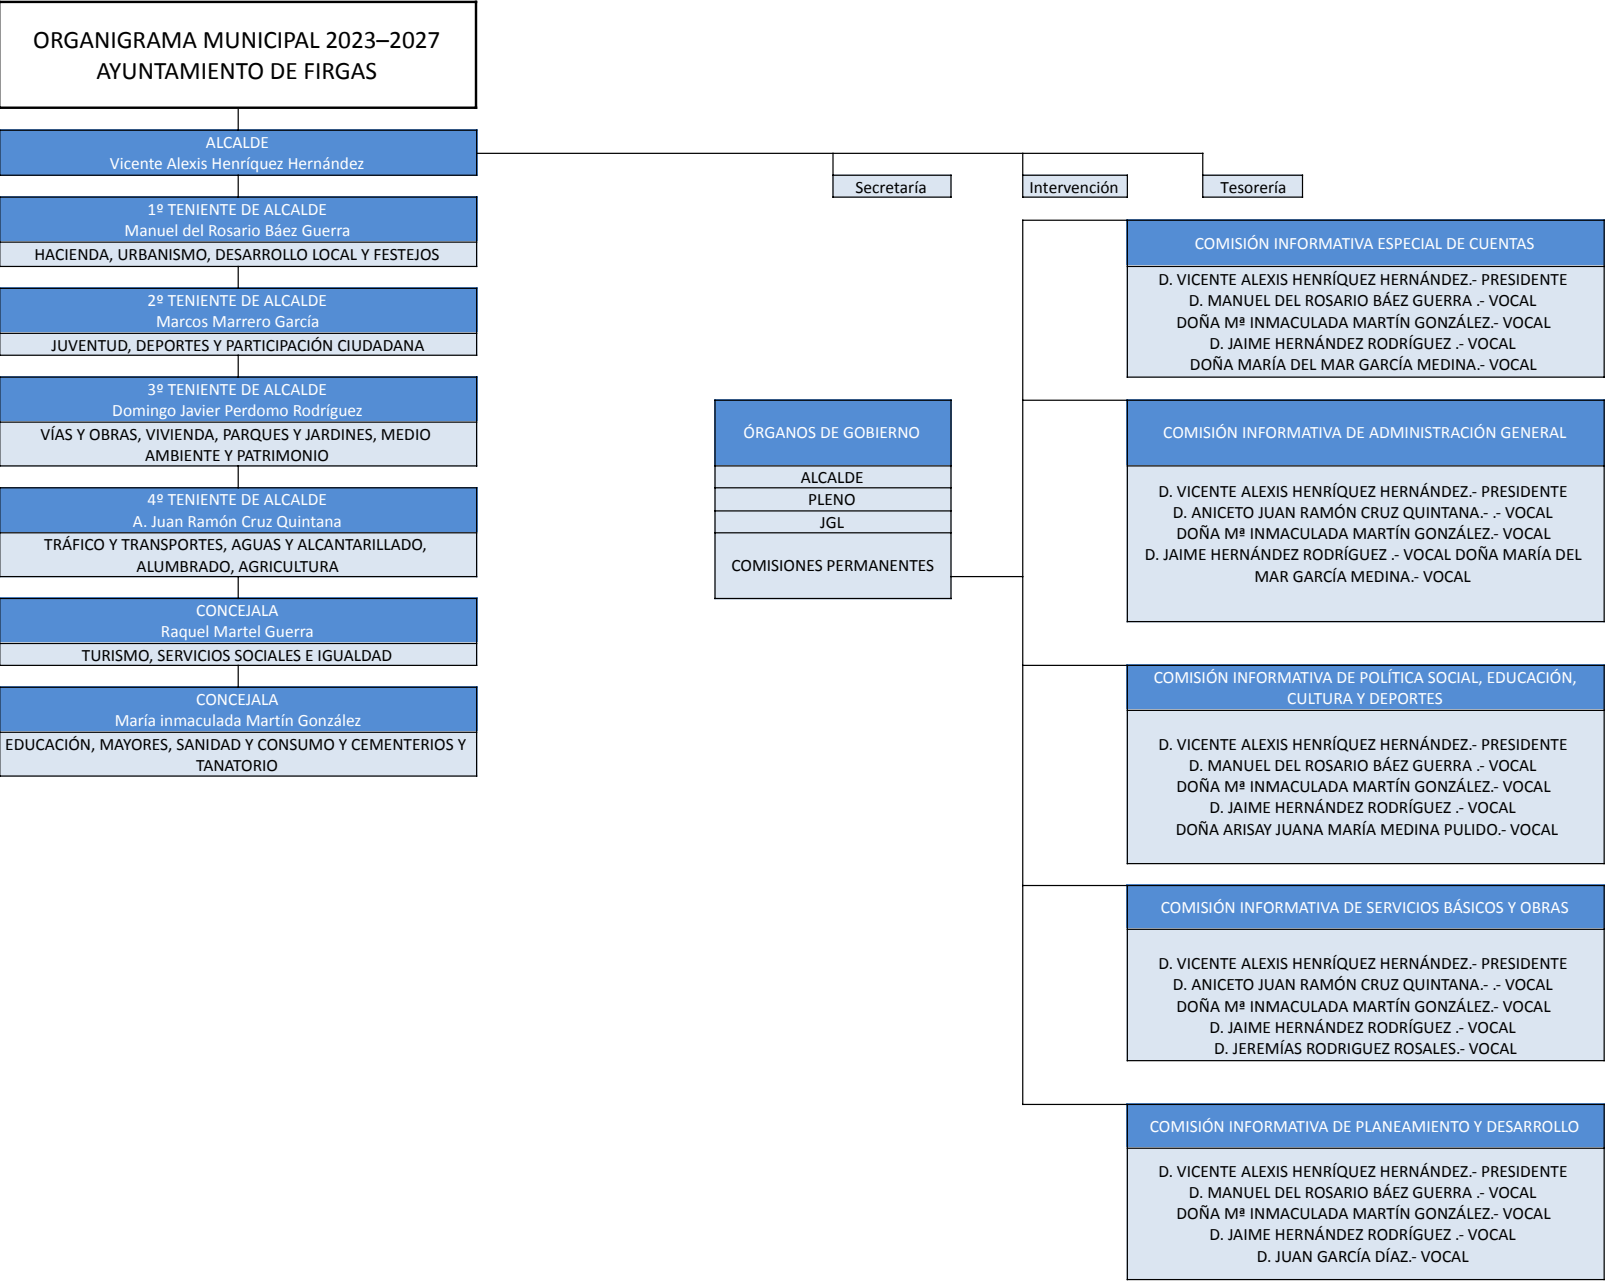 ORGANIGRAMA MUNICIPAL 2023–2027
AYUNTAMIENTO DE FIRGAS
ALCALDE
Vicente Alexis Henríquez Hernández
Secretaría
Intervención
Tesorería
1º TENIENTE DE ALCALDE
Manuel del Rosario Báez Guerra
HACIENDA, URBANISMO, DESARROLLO LOCAL Y FESTEJOS
2º TENIENTE DE ALCALDE
Marcos Marrero García
JUVENTUD, DEPORTES Y PARTICIPACIÓN CIUDADANA
3º TENIENTE DE ALCALDE
Domingo Javier Perdomo Rodríguez
VÍAS Y OBRAS, VIVIENDA, PARQUES Y JARDINES, MEDIO
AMBIENTE Y PATRIMONIO
4º TENIENTE DE ALCALDE
A. Juan Ramón Cruz Quintana
TRÁFICO Y TRANSPORTES, AGUAS Y ALCANTARILLADO,
ALUMBRADO, AGRICULTURA
CONCEJALA
Raquel Martel Guerra
TURISMO, SERVICIOS SOCIALES E IGUALDAD
CONCEJALA
María inmaculada Martín González
EDUCACIÓN, MAYORES, SANIDAD Y CONSUMO Y CEMENTERIOS Y
TANATORIO
ÓRGANOS DE GOBIERNO
ALCALDE
PLENO
JGL
COMISIONES PERMANENTES
COMISIÓN INFORMATIVA ESPECIAL DE CUENTAS
D. VICENTE ALEXIS HENRÍQUEZ HERNÁNDEZ.- PRESIDENTE
D. MANUEL DEL ROSARIO BÁEZ GUERRA .- VOCAL
DOÑA Mª INMACULADA MARTÍN GONZÁLEZ.- VOCAL
D. JAIME HERNÁNDEZ RODRÍGUEZ .- VOCAL
DOÑA MARÍA DEL MAR GARCÍA MEDINA.- VOCAL
COMISIÓN INFORMATIVA DE ADMINISTRACIÓN GENERAL
D. VICENTE ALEXIS HENRÍQUEZ HERNÁNDEZ.- PRESIDENTE
D. ANICETO JUAN RAMÓN CRUZ QUINTANA.- .- VOCAL
DOÑA Mª INMACULADA MARTÍN GONZÁLEZ.- VOCAL
D. JAIME HERNÁNDEZ RODRÍGUEZ .- VOCAL DOÑA MARÍA DEL
MAR GARCÍA MEDINA.- VOCAL
COMISIÓN INFORMATIVA DE POLÍTICA SOCIAL, EDUCACIÓN,
CULTURA Y DEPORTES
D. VICENTE ALEXIS HENRÍQUEZ HERNÁNDEZ.- PRESIDENTE
D. MANUEL DEL ROSARIO BÁEZ GUERRA .- VOCAL
DOÑA Mª INMACULADA MARTÍN GONZÁLEZ.- VOCAL
D. JAIME HERNÁNDEZ RODRÍGUEZ .- VOCAL
DOÑA ARISAY JUANA MARÍA MEDINA PULIDO.- VOCAL
COMISIÓN INFORMATIVA DE SERVICIOS BÁSICOS Y OBRAS
D. VICENTE ALEXIS HENRÍQUEZ HERNÁNDEZ.- PRESIDENTE
D. ANICETO JUAN RAMÓN CRUZ QUINTANA.- .- VOCAL
DOÑA Mª INMACULADA MARTÍN GONZÁLEZ.- VOCAL
D. JAIME HERNÁNDEZ RODRÍGUEZ .- VOCAL
D. JEREMÍAS RODRIGUEZ ROSALES.- VOCAL
COMISIÓN INFORMATIVA DE PLANEAMIENTO Y DESARROLLO
D. VICENTE ALEXIS HENRÍQUEZ HERNÁNDEZ.- PRESIDENTE
D. MANUEL DEL ROSARIO BÁEZ GUERRA .- VOCAL
DOÑA Mª INMACULADA MARTÍN GONZÁLEZ.- VOCAL
D. JAIME HERNÁNDEZ RODRÍGUEZ .- VOCAL
D. JUAN GARCÍA DÍAZ.- VOCAL